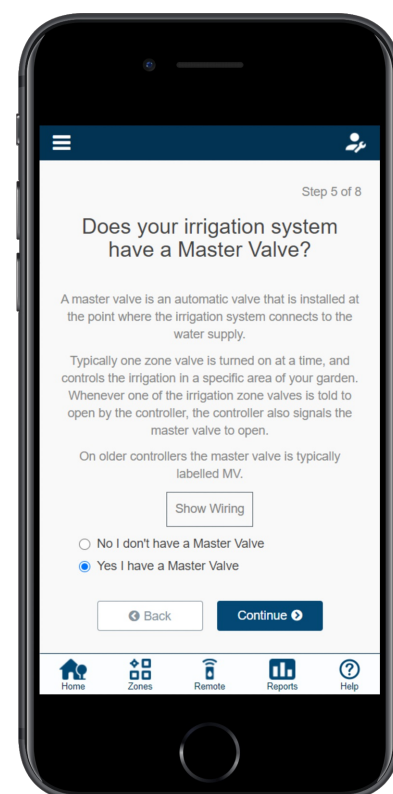 Step 5 of 8
Does your irrigation system
have a Master Valve?
A master valve is an automatic valve that is installed at
the point where the irrigation system connects to the
water supply.
Typically one zone valve is turned on at a time, and
controls the irrigation in a specific area of your garden.
Whenever one of the irrigation zone valves is told to
open by the controller, the controller also signals the
master valve to open.
On older controllers the master valve is typically
labelled MV.
Show Wiring
No I don't have a Master Valve
Yes I have a Master Valve
Back
Continue
Home
Zones
Remote
Reports
Help